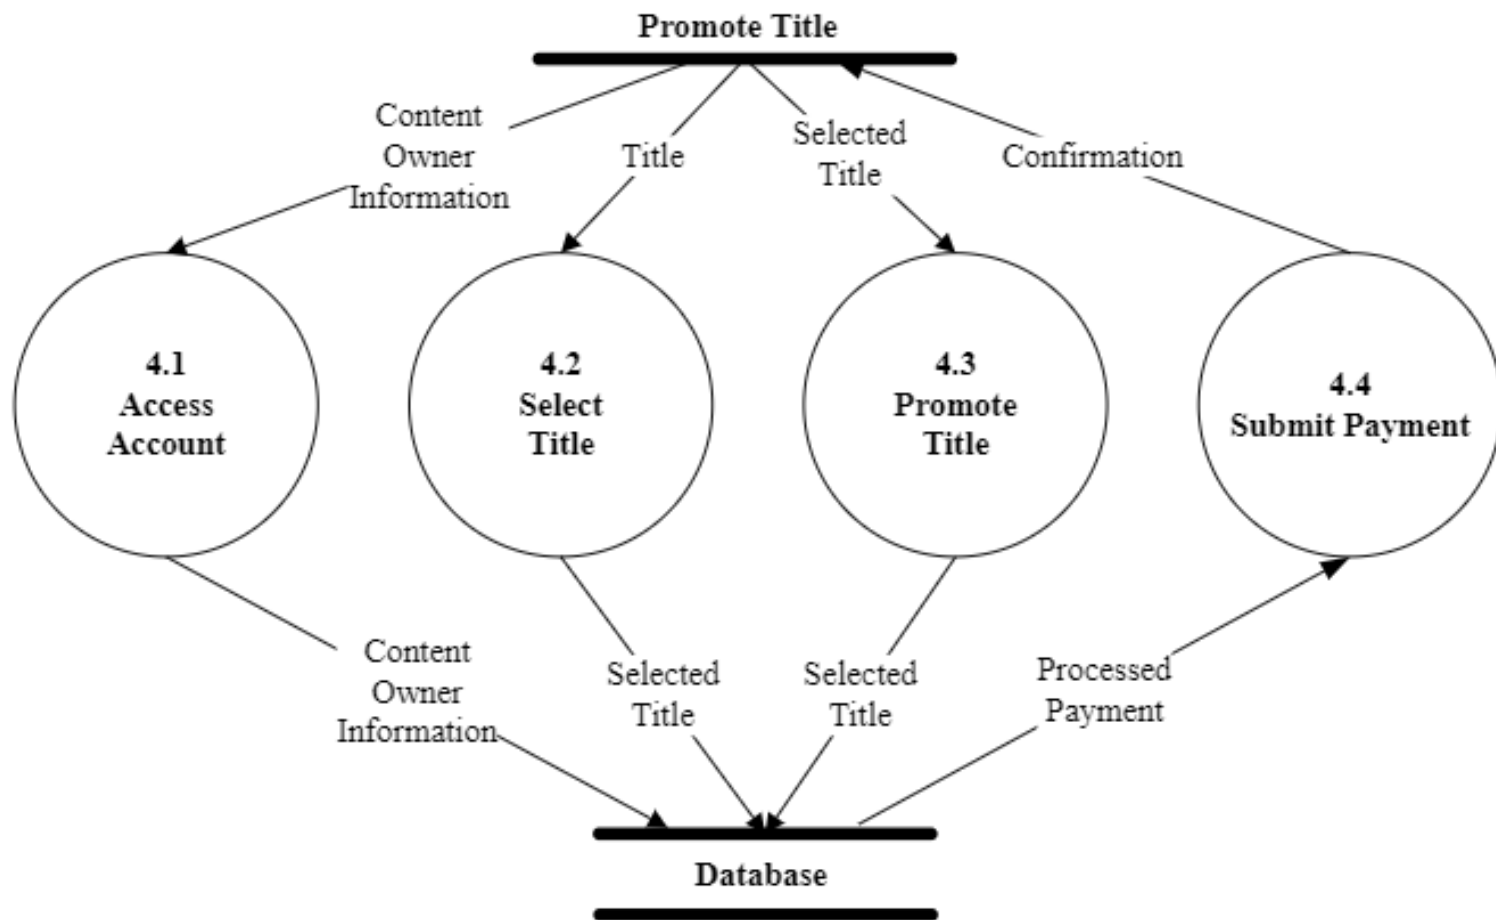 Promote Title
Content
Owner
Information
Title
Selected
Title
Confirmation
4.1
Access
Account
4.2
Select
Title
4.3
Promote
Title
4.4
Submit Payment
Content
Owner
Information
Selected
Title
Selected
Title
Processed
Payment
Database